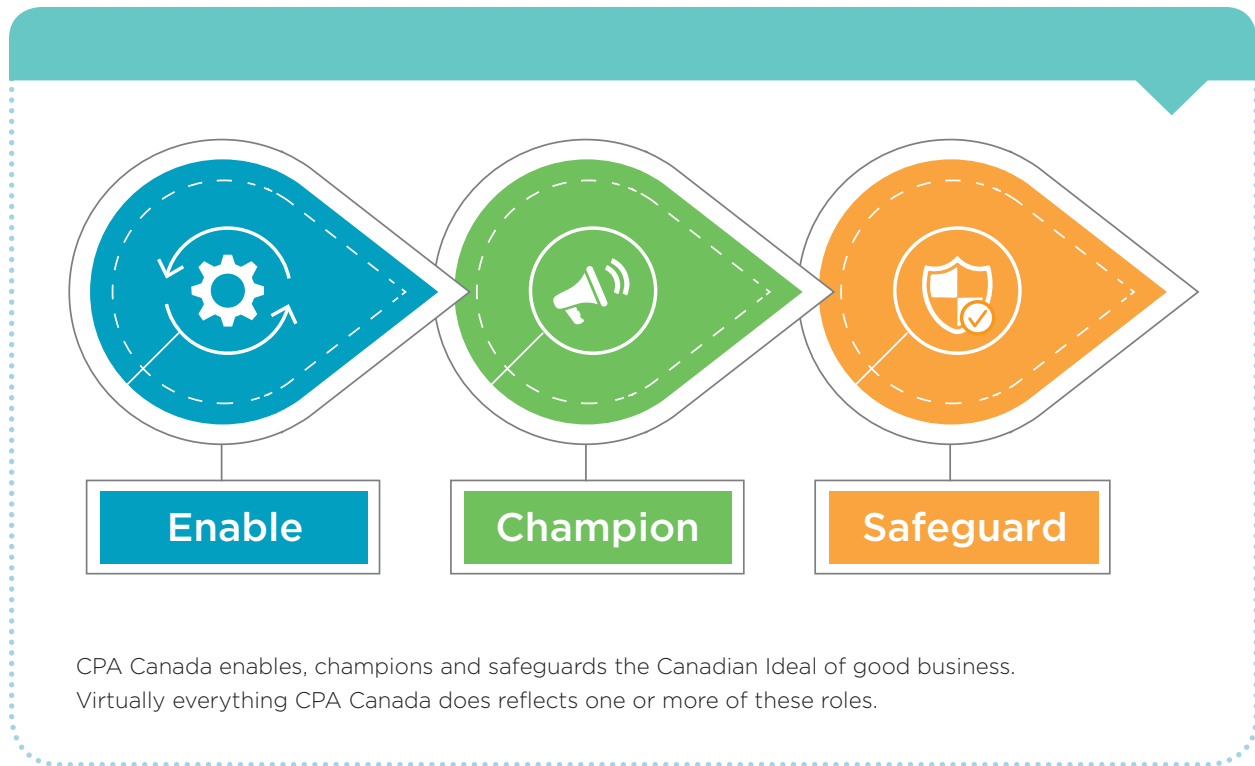 Enable
Champion
Safeguard
CPA Canada enables, champions and safeguards the Canadian Ideal of good business.
Virtually everything CPA Canada does reflects one or more of these roles.